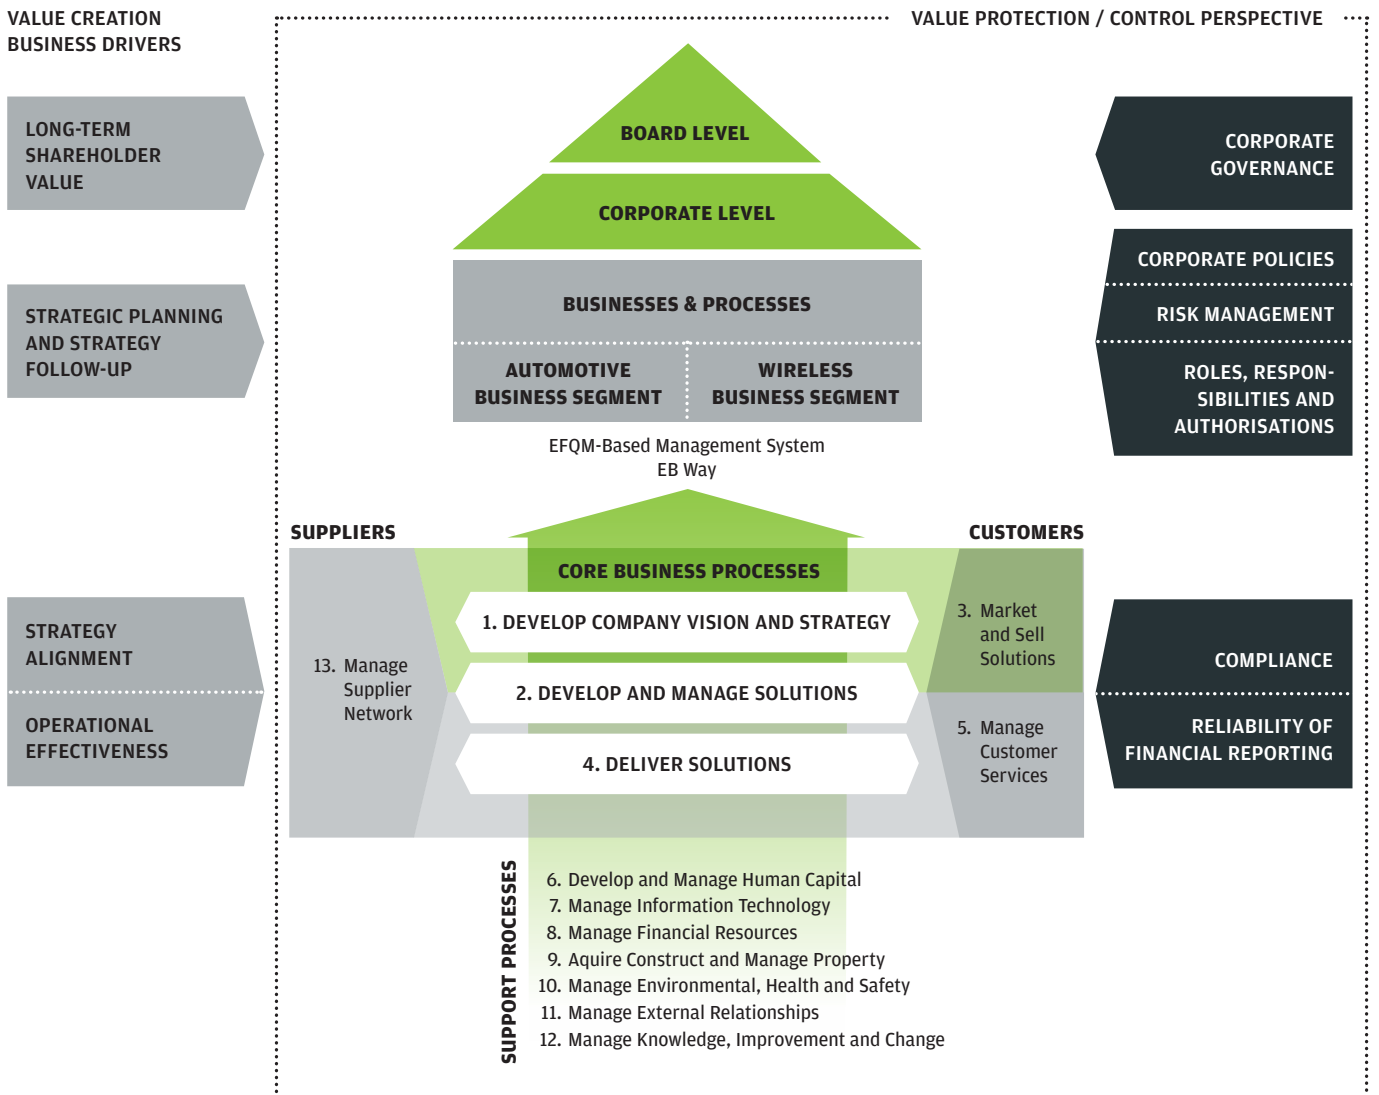 VALUE CREATION
BUSINESS DRIVERS
VALUE PROTECTION / CONTROL PERSPECTIVE
LONG-TERM
SHAREHOLDER
VALUE
BOARD LEVEL
CORPORATE LEVEL
CORPORATE
GOVERNANCE
STRATEGIC PLANNING
AND STRATEGY
FOLLOW-UP
BUSINESSES & PROCESSES
AUTOMOTIVE
BUSINESS SEGMENT
WIRELESS
BUSINESS SEGMENT
CORPORATE POLICIES
RISK MANAGEMENT
ROLES, RESPON-
SIBILITIES AND
AUTHORISATIONS
EFQM-Based Management System
EB Way
SUPPLIERS
CUSTOMERS
STRATEGY
ALIGNMENT
OPERATIONAL
EFFECTIVENESS
13. Manage
Supplier
Network
CORE BUSINESS PROCESSES
1. DEVELOP COMPANY VISION AND STRATEGY
2. DEVELOP AND MANAGE SOLUTIONS
4. DELIVER SOLUTIONS
3. Market
and Sell
Solutions
5. Manage
Customer
Services
COMPLIANCE
RELIABILITY OF
FINANCIAL REPORTING
SUPPORT PROCESSES
6. Develop and Manage Human Capital
7. Manage Information Technology
8. Manage Financial Resources
9. Aquire Construct and Manage Property
10. Manage Environmental, Health and Safety
11. Manage External Relationships
12. Manage Knowledge, Improvement and Change